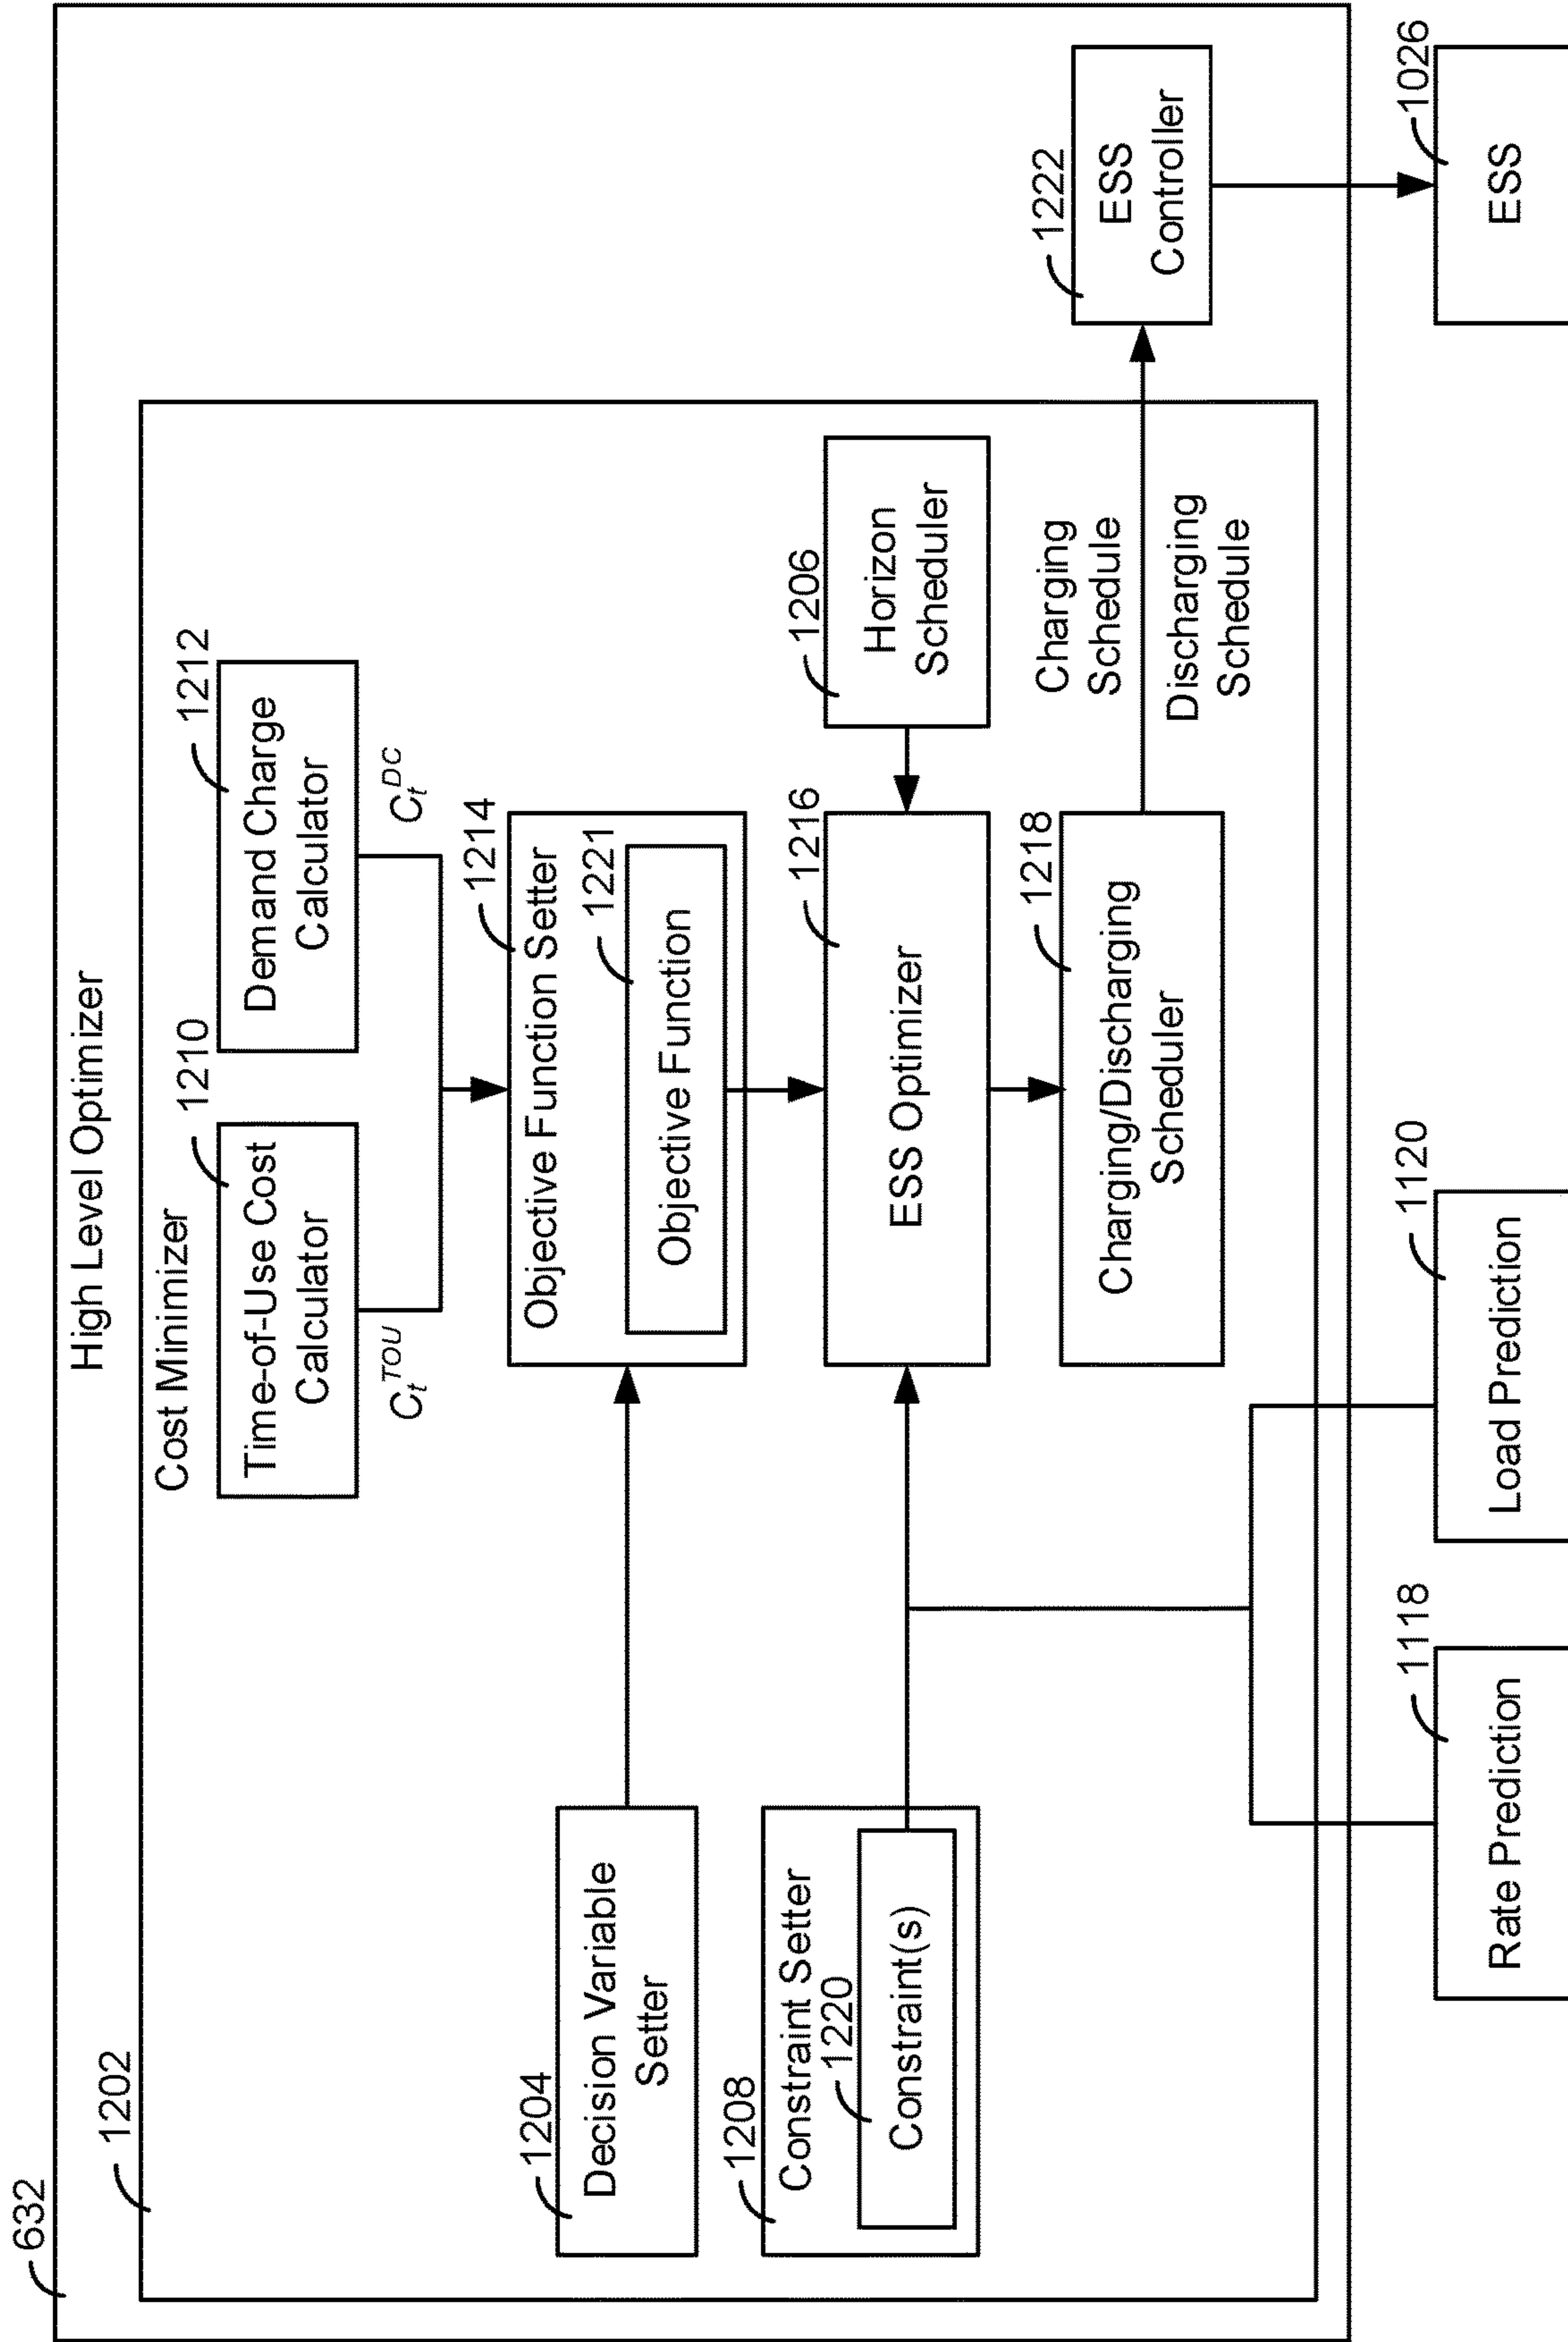 632
High Level Optimizer
1202
Cost Minimizer
1210
Time-of-Use Cost
Calculator
1212
Demand Charge
Calculator
C_t^{TOU}
C_t^{DC}
1204
Decision Variable
Setter
1214
Objective Function Setter
1221
Objective Function
1208
Constraint Setter
1220
Constraint(s)
1216
ESS Optimizer
1206
Horizon
Scheduler
1218
Charging/Discharging
Scheduler
Charging
Schedule
Discharging
Schedule
1222
ESS
Controller
1118
Rate Prediction
1120
Load Prediction
1026
ESS